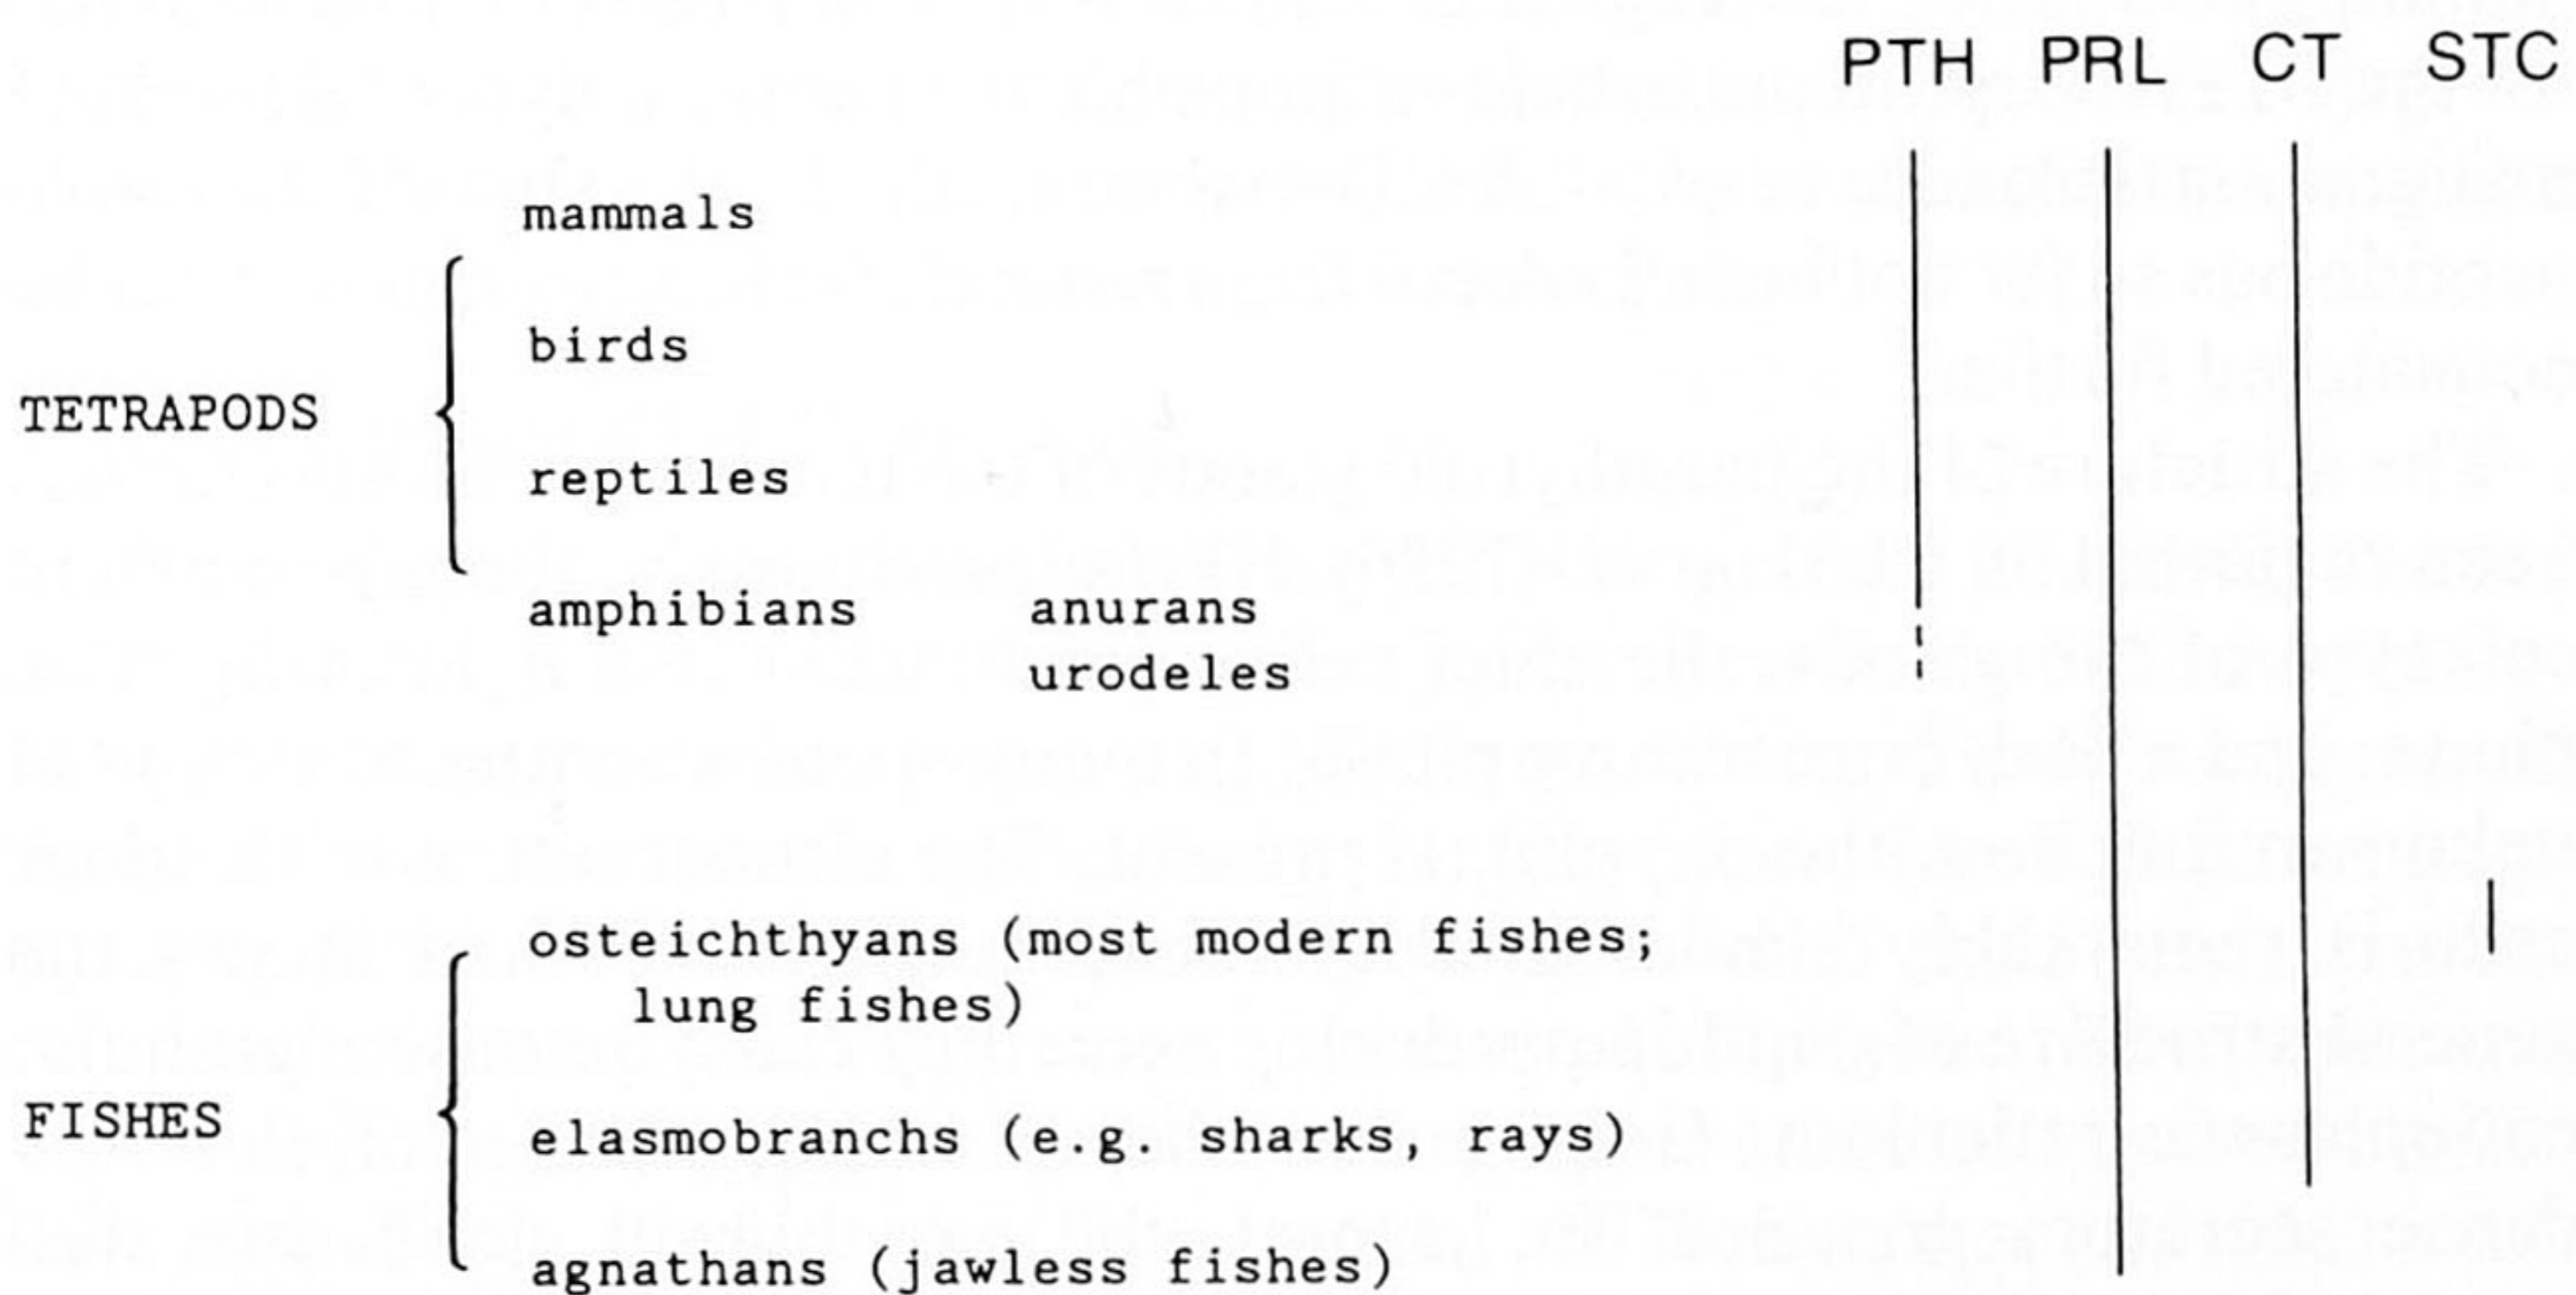 PTH PRL CT STC
mammals
birds
TETRAPODS
reptiles
amphibians anurans
urodeles
osteichthyans (most modern fishes;
lung fishes)
FISHES
elasmobranchs (e.g. sharks, rays)
agnathans (jawless fishes)